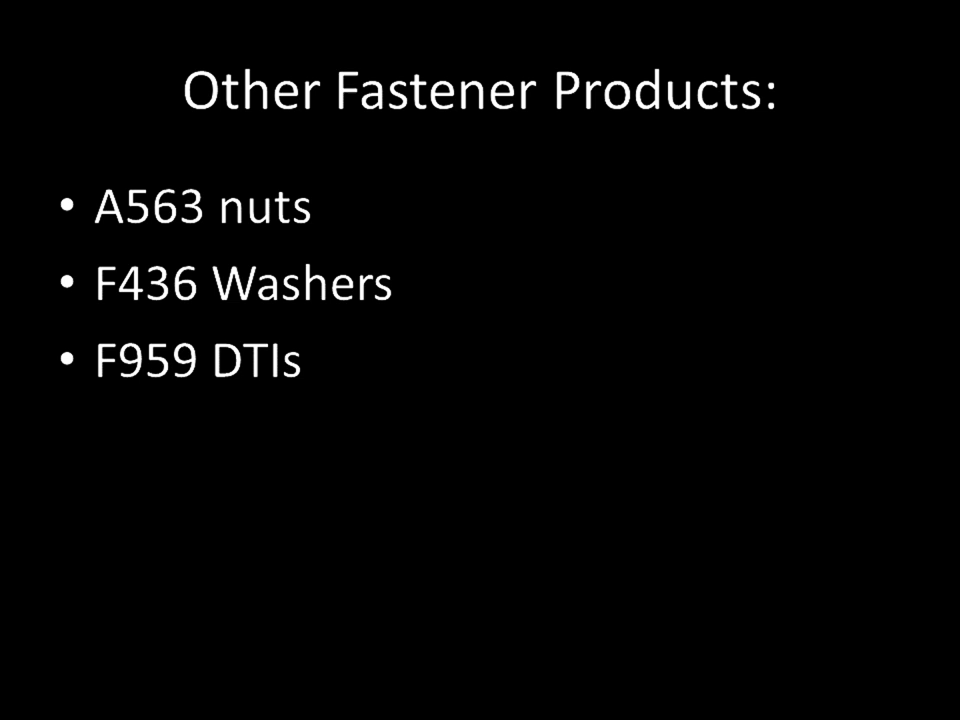 Other Fastener Products:
• A563 nuts
• F436 Washers
• F959 DTIs